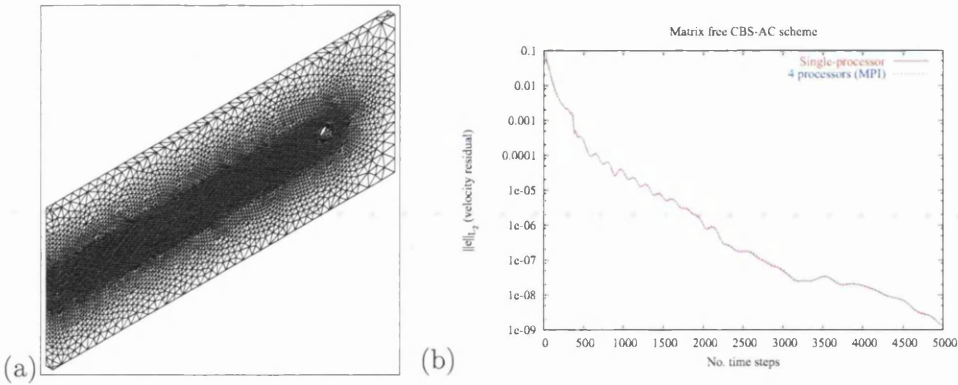 (a)
(b)
Matrix free CBS-AC scheme
Single-processor
4 processors (MPI)
||e||L2 (velocity residual)
0.1
0.01
0.001
0.0001
1e-05
1e-06
1e-07
1e-08
1e-09
0 500 1000 1500 2000 2500 3000 3500 4000 4500 5000
No. time steps